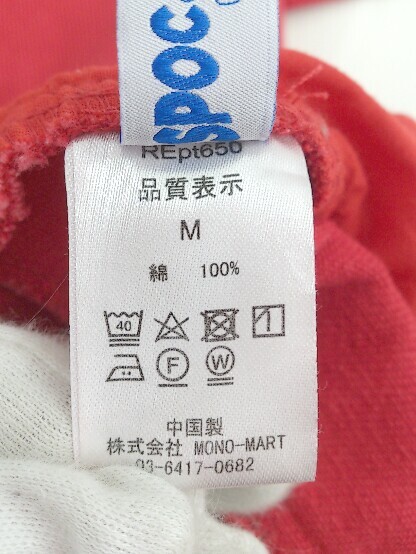 spoc
REpt650
品質表示
M
綿 100%
40
F
W
中国製
株式会社 MONO-MART
03-6417-0682